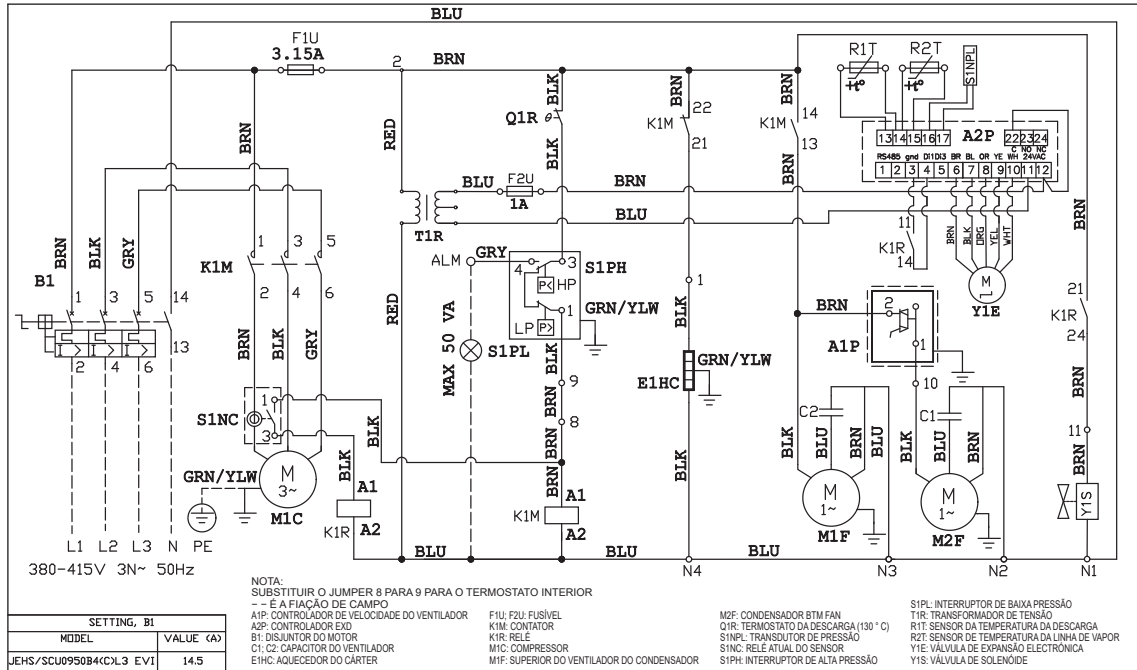 BLU
F1U
3.15A
2
BRN
R1T
R2T
S1NPL
+t°
+t°
BLK
Q1R
θ
BLK
BRN
22
K1M
21
BRN
14
K1M
13
BRN
A2P
13 14 15 16 17
22 23 24
C NO NC
RS485 gnd DI1 DI3 BR BL OR YE WH 24VAC
1 2 3 4 5 6 7 8 9 10 11 12
BRN
RED
BLU
F2U
1A
BRN
BLU
T1R
11
K1R
14
BRN
BLK
ORG
YEL
WHT
M
Y1E
BRN
BRN
BLK
GRY
B1
1 3 5 14
13
2 4 6
K1M
1 3 5
2 4 6
BRN
BLK
GRY
RED
ALM
GRY
4
3
S1PH
P< HP
1
LP P>
GRN/YLW
MAX 50 VA
S1PL
BLK
9
BRN
8
BRN
BRN
1
BLK
GRN/YLW
E1HC
BLK
BRN
2
A1P
1
10
21
K1R
24
BRN
11
BRN
Y1S
S1NC
1
3
BLK
GRN/YLW
M
3~
M1C
BLK
A1
K1R
A2
A1
K1M
A2
C2
BLK
BLU
BRN
BLU
M
1~
M1F
C1
BLK
BLU
BRN
M
1~
M2F
BLU
BLU
BLU
BLU
N4
N3
N2
N1
L1 L2 L3 N PE
380-415V 3N~ 50Hz
SETTING, B1
MODEL VALUE (A)
JEHS/SCU0950B4(C)L3 EVI 14.5
NOTA:
SUBSTITUIR O JUMPER 8 PARA 9 PARA O TERMOSTATO INTERIOR
- - É A FIAÇÃO DE CAMPO
A1P: CONTROLADOR DE VELOCIDADE DO VENTILADOR
A2P: CONTROLADOR EXD
B1: DISJUNTOR DO MOTOR
C1; C2: CAPACITOR DO VENTILADOR
E1HC: AQUECEDOR DO CÁRTER
F1U; F2U: FUSÍVEL
K1M: CONTATOR
K1R: RELÉ
M1C: COMPRESSOR
M1F: SUPERIOR DO VENTILADOR DO CONDENSADOR
M2F: CONDENSADOR BTM FAN
Q1R: TERMOSTATO DA DESCARGA (130 ° C)
S1NPL: TRANSDUTOR DE PRESSÃO
S1NC: RELÉ ATUAL DO SENSOR
S1PH: INTERRUPTOR DE ALTA PRESSÃO
S1PL: INTERRUPTOR DE BAIXA PRESSÃO
T1R: TRANSFORMADOR DE TENSÃO
R1T: SENSOR DA TEMPERATURA DA DESCARGA
R2T: SENSOR DE TEMPERATURA DA LINHA DE VAPOR
Y1E: VÁLVULA DE EXPANSÃO ELECTRÓNICA
Y1S: VÁLVULA DE SOLENÓIDE